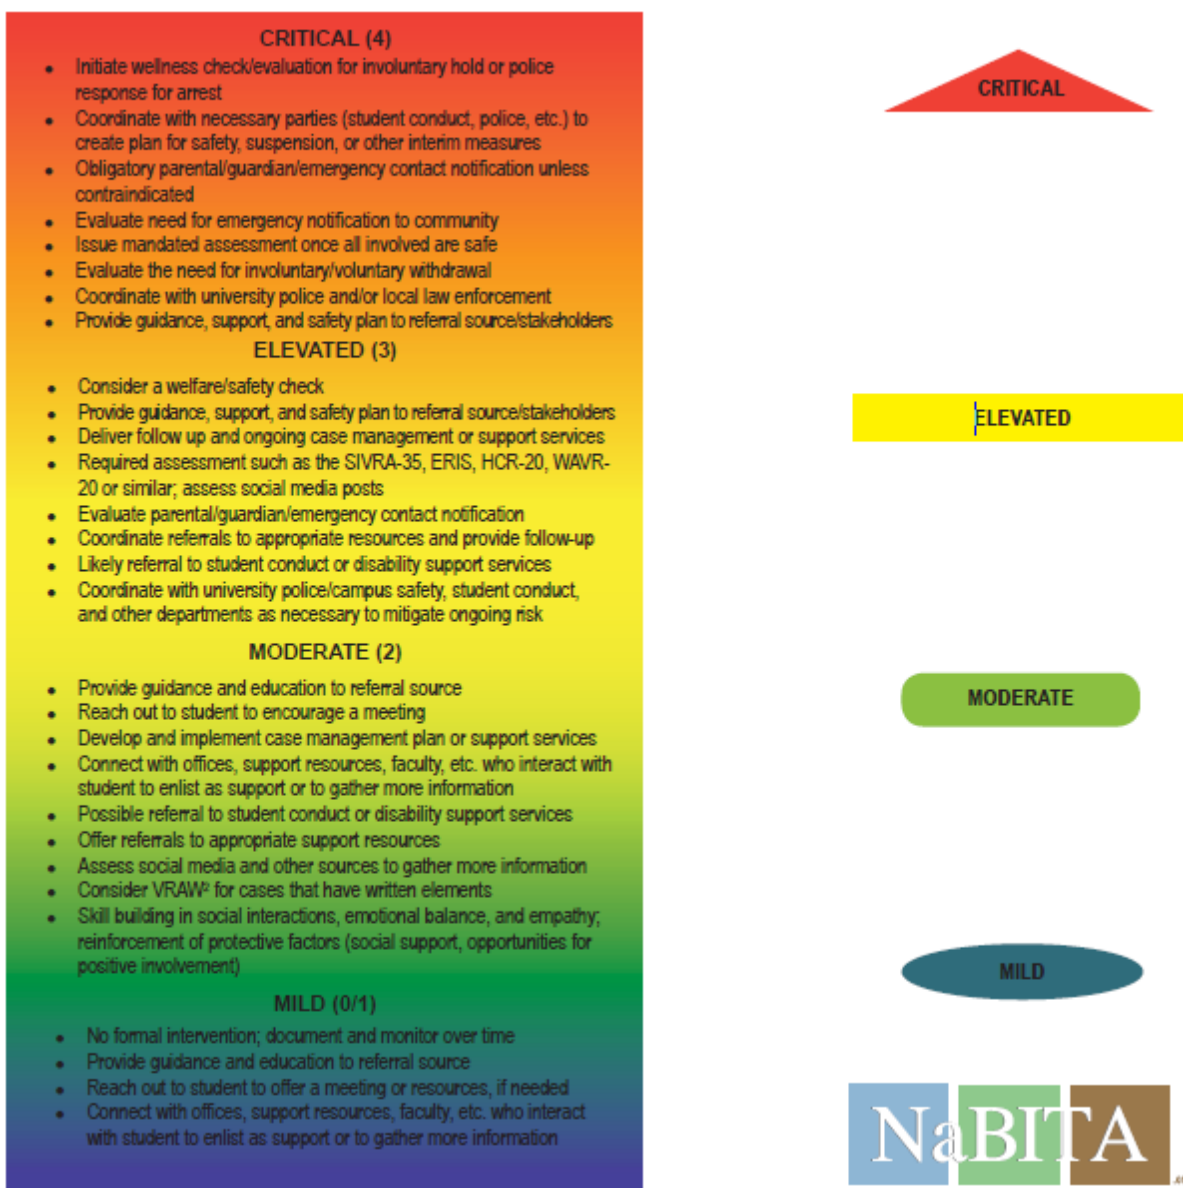 CRITICAL (4)
• Initiate wellness check/evaluation for involuntary hold or police
response for arrest
• Coordinate with necessary parties (student conduct, police, etc.) to
create plan for safety, suspension, or other interim measures
• Obligatory parental/guardian/emergency contact notification unless
contraindicated
• Evaluate need for emergency notification to community
• Issue mandated assessment once all involved are safe
• Evaluate the need for involuntary/voluntary withdrawal
• Coordinate with university police and/or local law enforcement
• Provide guidance, support, and safety plan to referral source/stakeholders
ELEVATED (3)
• Consider a welfare/safety check
• Provide guidance, support, and safety plan to referral source/stakeholders
• Deliver follow up and ongoing case management or support services
• Required assessment such as the SIVRA-35, ERIS, HCR-20, WAVR-
20 or similar; assess social media posts
• Evaluate parental/guardian/emergency contact notification
• Coordinate referrals to appropriate resources and provide follow-up
• Likely referral to student conduct or disability support services
• Coordinate with university police/campus safety, student conduct,
and other departments as necessary to mitigate ongoing risk
MODERATE (2)
• Provide guidance and education to referral source
• Reach out to student to encourage a meeting
• Develop and implement case management plan or support services
• Connect with offices, support resources, faculty, etc. who interact with
student to enlist as support or to gather more information
• Possible referral to student conduct or disability support services
• Offer referrals to appropriate support resources
• Assess social media and other sources to gather more information
• Consider VRAW² for cases that have written elements
• Skill building in social interactions, emotional balance, and empathy;
reinforcement of protective factors (social support, opportunities for
positive involvement)
MILD (0/1)
• No formal intervention; document and monitor over time
• Provide guidance and education to referral source
• Reach out to student to offer a meeting or resources, if needed
• Connect with offices, support resources, faculty, etc. who interact
with student to enlist as support or to gather more information
CRITICAL
ELEVATED
MODERATE
MILD
NaBITA